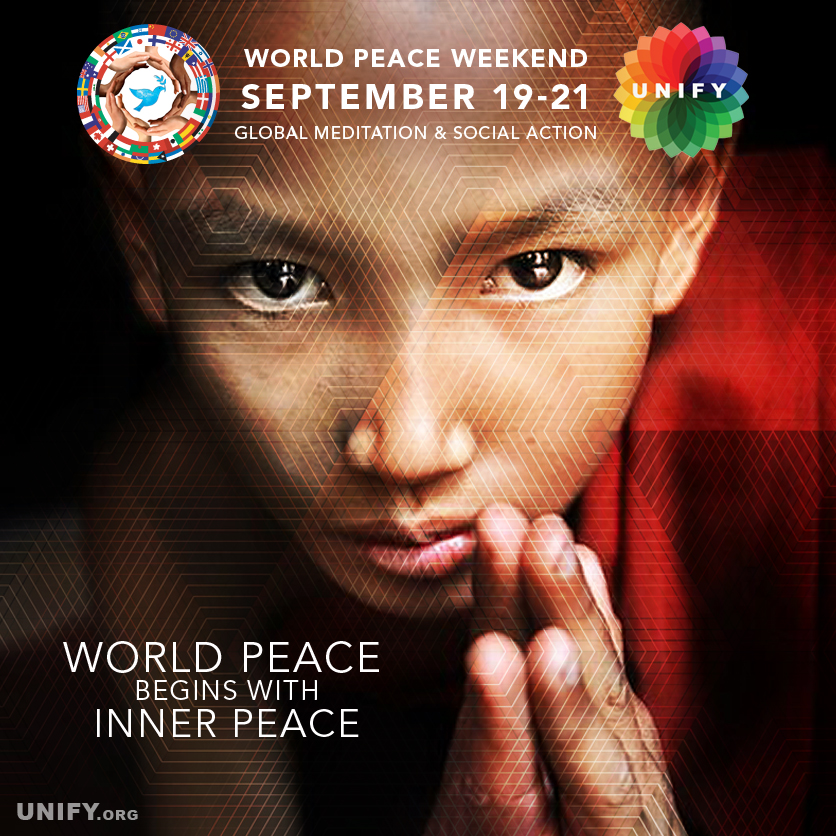 WORLD PEACE WEEKEND
SEPTEMBER 19-21
GLOBAL MEDITATION & SOCIAL ACTION
UNIFY
WORLD PEACE
BEGINS WITH
INNER PEACE
UNIFY.ORG